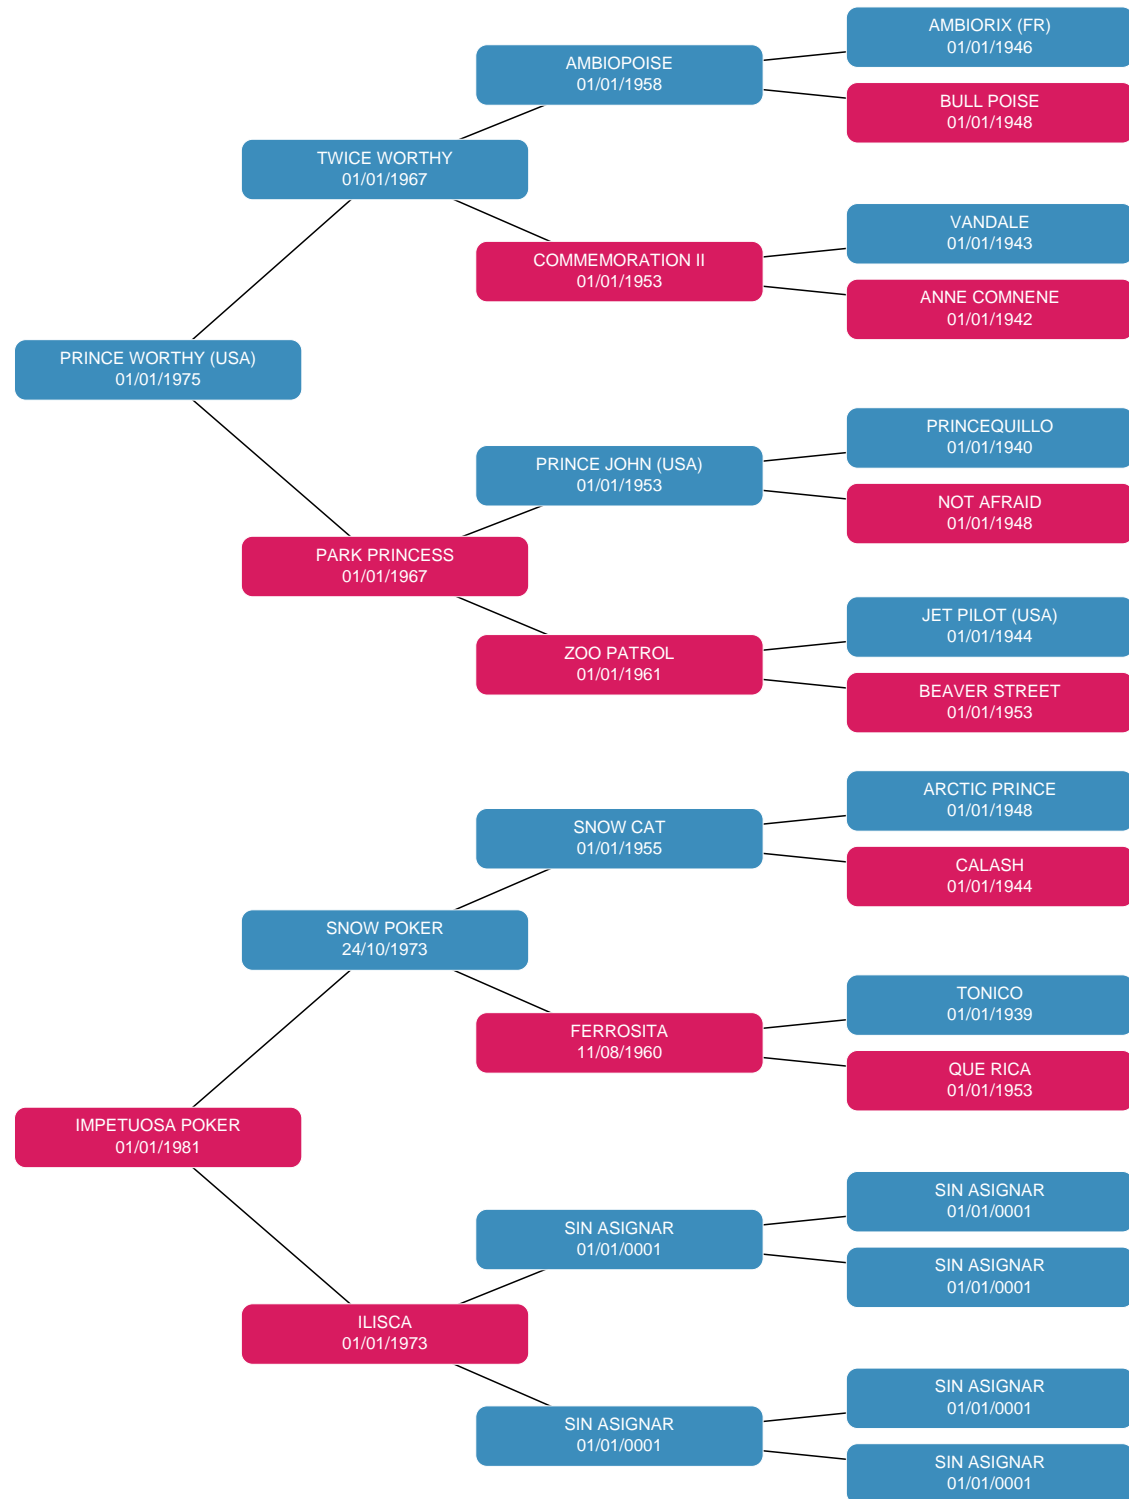 AMBIORIX (FR)
01/01/1946
AMBIOPOISE
01/01/1958
BULL POISE
01/01/1948
TWICE WORTHY
01/01/1967
VANDALE
01/01/1943
COMMEMORATION II
01/01/1953
ANNE COMNENE
01/01/1942
PRINCE WORTHY (USA)
01/01/1975
PRINCEQUILLO
01/01/1940
PRINCE JOHN (USA)
01/01/1953
NOT AFRAID
01/01/1948
PARK PRINCESS
01/01/1967
JET PILOT (USA)
01/01/1944
ZOO PATROL
01/01/1961
BEAVER STREET
01/01/1953
ARCTIC PRINCE
01/01/1948
SNOW CAT
01/01/1955
CALASH
01/01/1944
SNOW POKER
24/10/1973
TONICO
01/01/1939
FERROSITA
11/08/1960
QUE RICA
01/01/1953
IMPETUOSA POKER
01/01/1981
SIN ASIGNAR
01/01/0001
SIN ASIGNAR
01/01/0001
SIN ASIGNAR
01/01/0001
ILISCA
01/01/1973
SIN ASIGNAR
01/01/0001
SIN ASIGNAR
01/01/0001
SIN ASIGNAR
01/01/0001